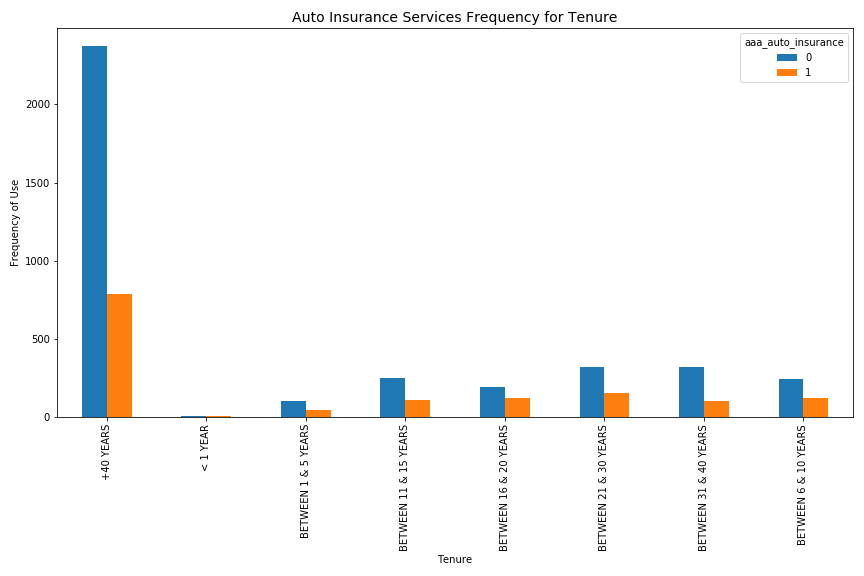 Auto Insurance Services Frequency for Tenure
aaa_auto_insurance
0
1
Frequency of Use
2000
1500
1000
500
0
+40 YEARS
< 1 YEAR
BETWEEN 1 & 5 YEARS
BETWEEN 11 & 15 YEARS
BETWEEN 16 & 20 YEARS
BETWEEN 21 & 30 YEARS
BETWEEN 31 & 40 YEARS
BETWEEN 6 & 10 YEARS
Tenure